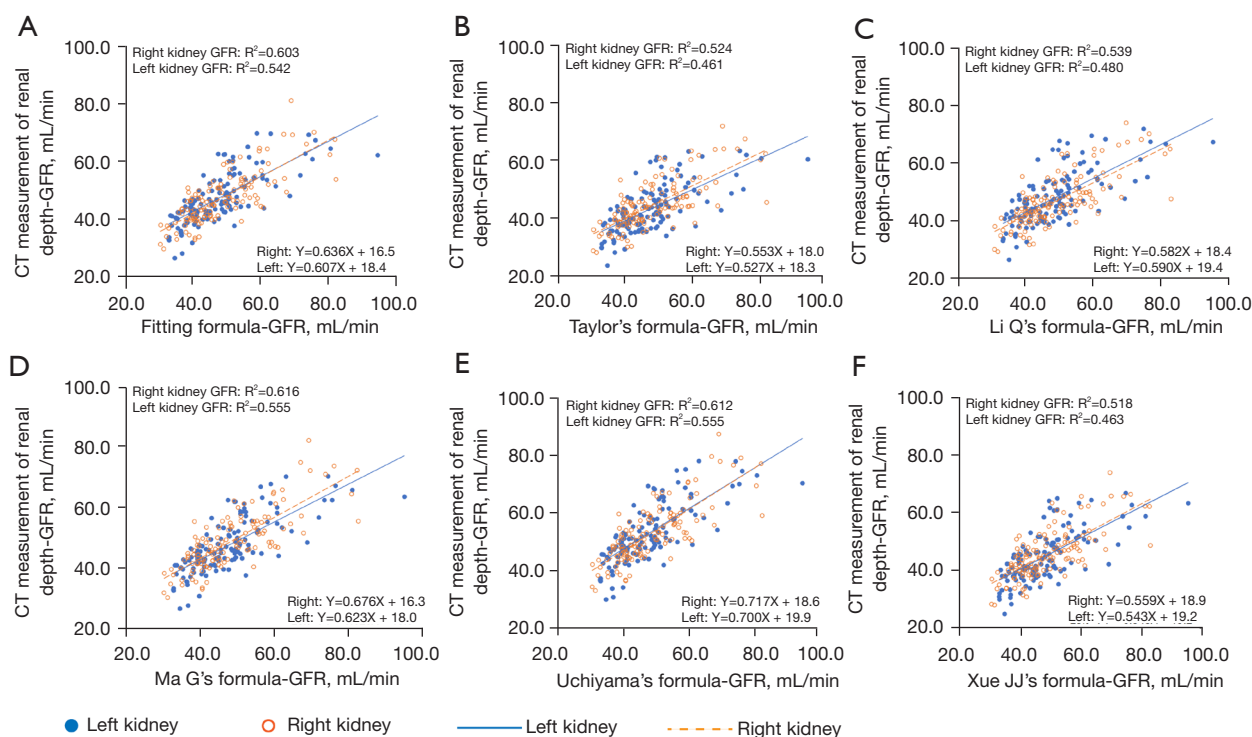 A
CT measurement of renal
depth-GFR, mL/min
100.0
80.0
60.0
40.0
20.0
Right kidney GFR: R²=0.603
Left kidney GFR: R²=0.542
Right: Y=0.636X + 16.5
Left: Y=0.607X + 18.4
20.0 40.0 60.0 80.0 100.0
Fitting formula-GFR, mL/min
B
CT measurement of renal
depth-GFR, mL/min
100.0
80.0
60.0
40.0
20.0
Right kidney GFR: R²=0.524
Left kidney GFR: R²=0.461
Right: Y=0.553X + 18.0
Left: Y=0.527X + 18.3
20.0 40.0 60.0 80.0 100.0
Taylor's formula-GFR, mL/min
C
CT measurement of renal
depth-GFR, mL/min
100.0
80.0
60.0
40.0
20.0
Right kidney GFR: R²=0.539
Left kidney GFR: R²=0.480
Right: Y=0.582X + 18.4
Left: Y=0.590X + 19.4
20.0 40.0 60.0 80.0 100.0
Li Q's formula-GFR, mL/min
D
CT measurement of renal
depth-GFR, mL/min
100.0
80.0
60.0
40.0
20.0
Right kidney GFR: R²=0.616
Left kidney GFR: R²=0.555
Right: Y=0.676X + 16.3
Left: Y=0.623X + 18.0
20.0 40.0 60.0 80.0 100.0
Ma G's formula-GFR, mL/min
E
CT measurement of renal
depth-GFR, mL/min
100.0
80.0
60.0
40.0
20.0
Right kidney GFR: R²=0.612
Left kidney GFR: R²=0.555
Right: Y=0.717X + 18.6
Left: Y=0.700X + 19.9
20.0 40.0 60.0 80.0 100.0
Uchiyama's formula-GFR, mL/min
F
CT measurement of renal
depth-GFR, mL/min
100.0
80.0
60.0
40.0
20.0
Right kidney GFR: R²=0.518
Left kidney GFR: R²=0.463
Right: Y=0.559X + 18.9
Left: Y=0.543X + 19.2
20.0 40.0 60.0 80.0 100.0
Xue JJ's formula-GFR, mL/min
Left kidney Right kidney Left kidney Right kidney